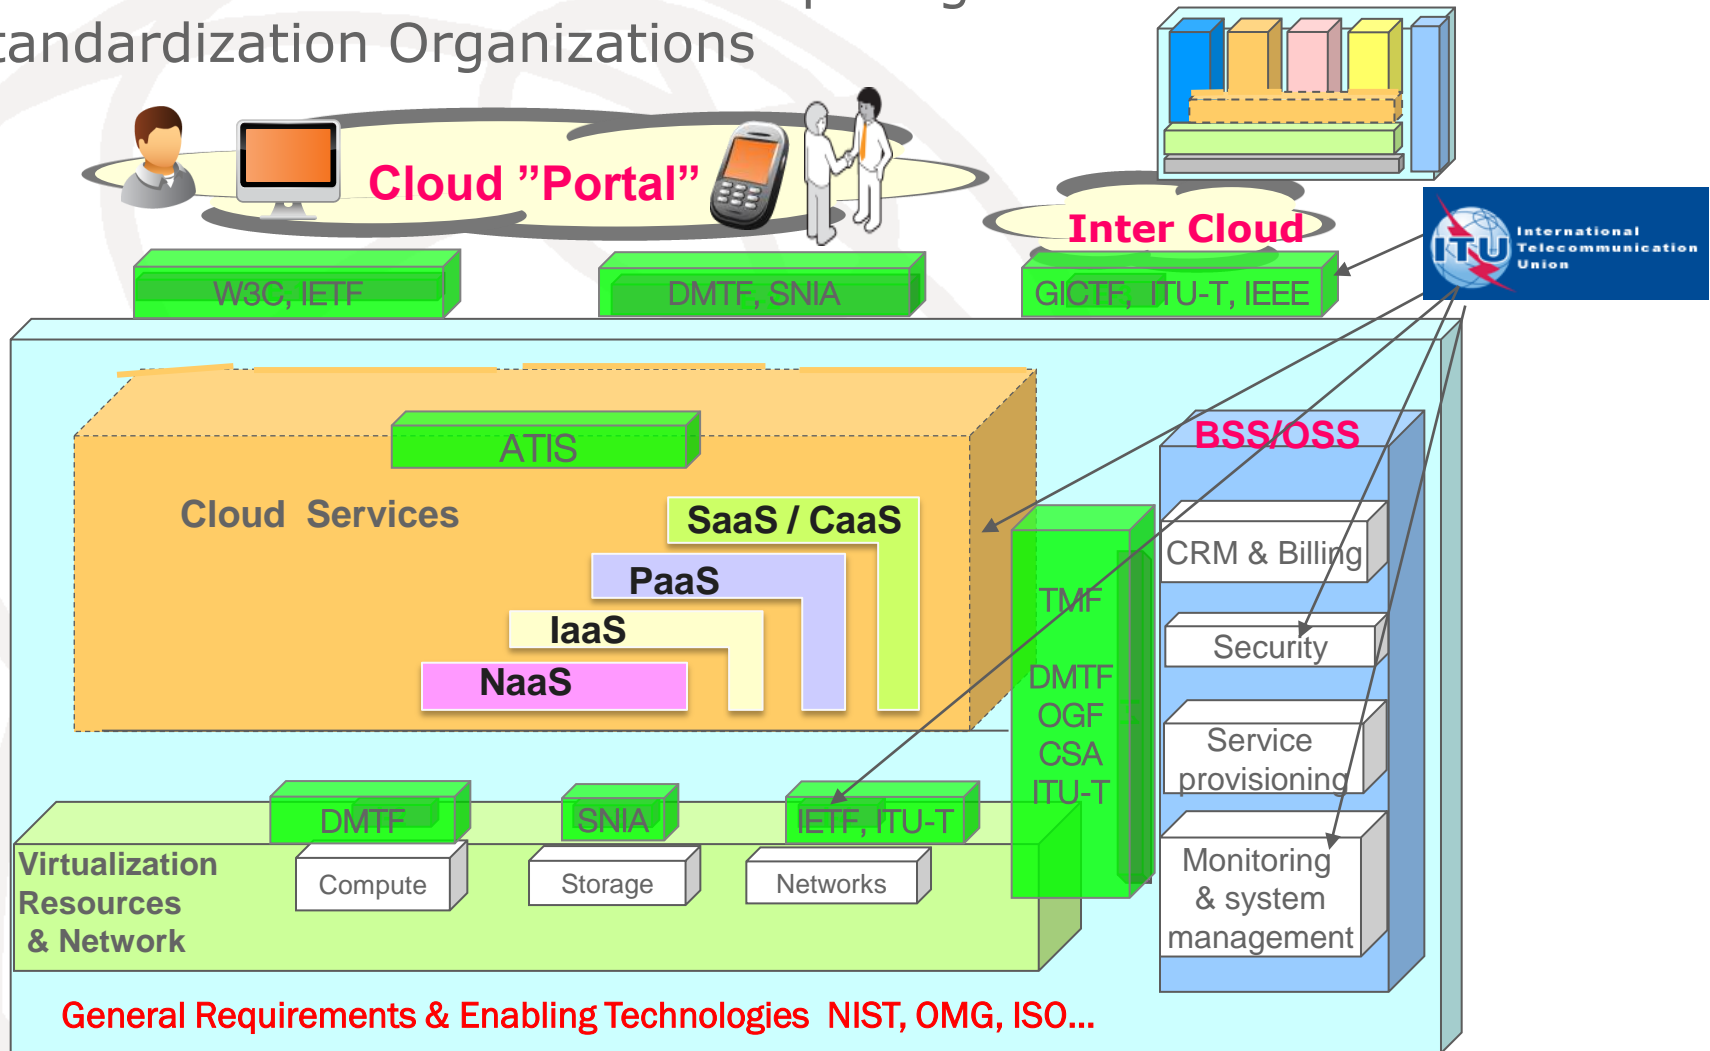 tandardization Organizations
Cloud ”Portal”
Inter Cloud
ITU
International
Telecommunication
Union
W3C, IETF
DMTF, SNIA
GICTF, ITU-T, IEEE
ATIS
BSS/OSS
Cloud Services
SaaS / CaaS
PaaS
IaaS
NaaS
TMF
DMTF
OGF
CSA
ITU-T
CRM & Billing
Security
Service
provisioning
Monitoring
& system
management
DMTF
SNIA
IETF, ITU-T
Virtualization
Resources
& Network
Compute
Storage
Networks
General Requirements & Enabling Technologies NIST, OMG, ISO...